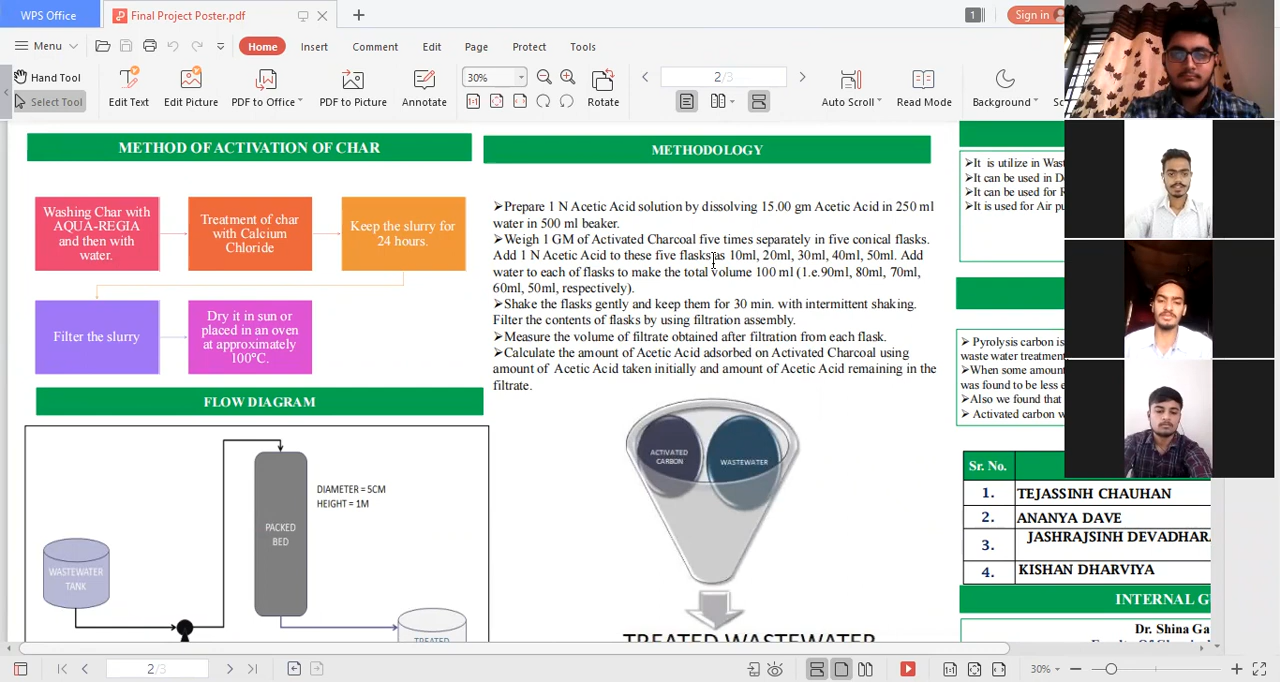 WPS Office
Final Project Poster.pdf
1
Sign in
Menu
Home
Insert
Comment
Edit
Page
Protect
Tools
Hand Tool
Select Tool
Edit Text
Edit Picture
PDF to Office
PDF to Picture
Annotate
30%
Rotate
2/3
Auto Scroll
Read Mode
Background
METHOD OF ACTIVATION OF CHAR
Washing Char with
AQUA-REGIA
and then with
water.
Treatment of char
with Calcium
Chloride
Keep the slurry for
24 hours.
Filter the slurry
Dry it in sun or
placed in an oven
at approximately
100°C.
FLOW DIAGRAM
DIAMETER = 5CM
HEIGHT = 1M
PACKED
BED
WASTEWATER
TANK
TREATED
METHODOLOGY
➢Prepare 1 N Acetic Acid solution by dissolving 15.00 gm Acetic Acid in 250 ml
water in 500 ml beaker.
➢Weigh 1 GM of Activated Charcoal five times separately in five conical flasks.
Add 1 N Acetic Acid to these five flasks as 10ml, 20ml, 30ml, 40ml, 50ml. Add
water to each of flasks to make the total volume 100 ml (1.e.90ml, 80ml, 70ml,
60ml, 50ml, respectively).
➢Shake the flasks gently and keep them for 30 min. with intermittent shaking.
Filter the contents of flasks by using filtration assembly.
➢Measure the volume of filtrate obtained after filtration from each flask.
➢Calculate the amount of Acetic Acid adsorbed on Activated Charcoal using
amount of Acetic Acid taken initially and amount of Acetic Acid remaining in the
filtrate.
ACTIVATED
CARBON
WASTEWATER
TREATED WASTEWATER
➢It is utilize in Wast
➢It can be used in D
➢It can be used for
➢It is used for Air pu
➢ Pyrolysis carbon is
waste water treatmen
➢When some amount
was found to be less e
➢Also we found that
➢ Activated carbon w
Sr. No.
1. TEJASSINH CHAUHAN
2. ANANYA DAVE
3. JASHRAJSINH DEVADHARA
4. KISHAN DHARVIYA
INTERNAL G
Dr. Shina Ga
2/3
30%